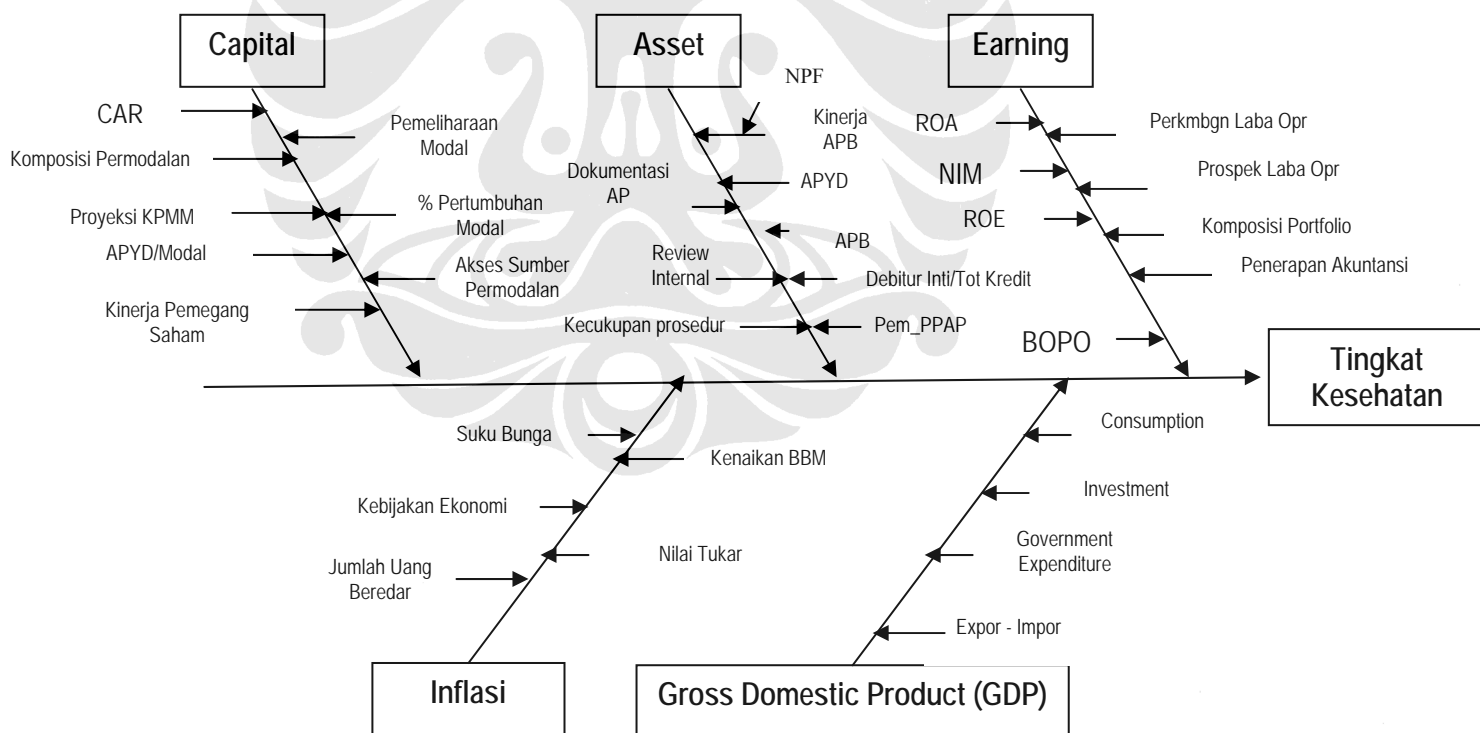 Capital
Asset
Earning
CAR
Pemeliharaan
Modal
Komposisi Permodalan
Proyeksi KPMM
% Pertumbuhan
Modal
APYD/Modal
Akses Sumber
Permodalan
Kinerja Pemegang
Saham
NPF
Kinerja
APB
Dokumentasi
AP
APYD
APB
Review
Internal
Debitur Inti/Tot Kredit
Kecukupan prosedur
Pem_PPAP
ROA
Perkmbgn Laba Opr
NIM
Prospek Laba Opr
ROE
Komposisi Portfolio
Penerapan Akuntansi
BOPO
Tingkat
Kesehatan
Suku Bunga
Kenaikan BBM
Kebijakan Ekonomi
Nilai Tukar
Jumlah Uang
Beredar
Consumption
Investment
Government
Expenditure
Expor - Impor
Inflasi
Gross Domestic Product (GDP)